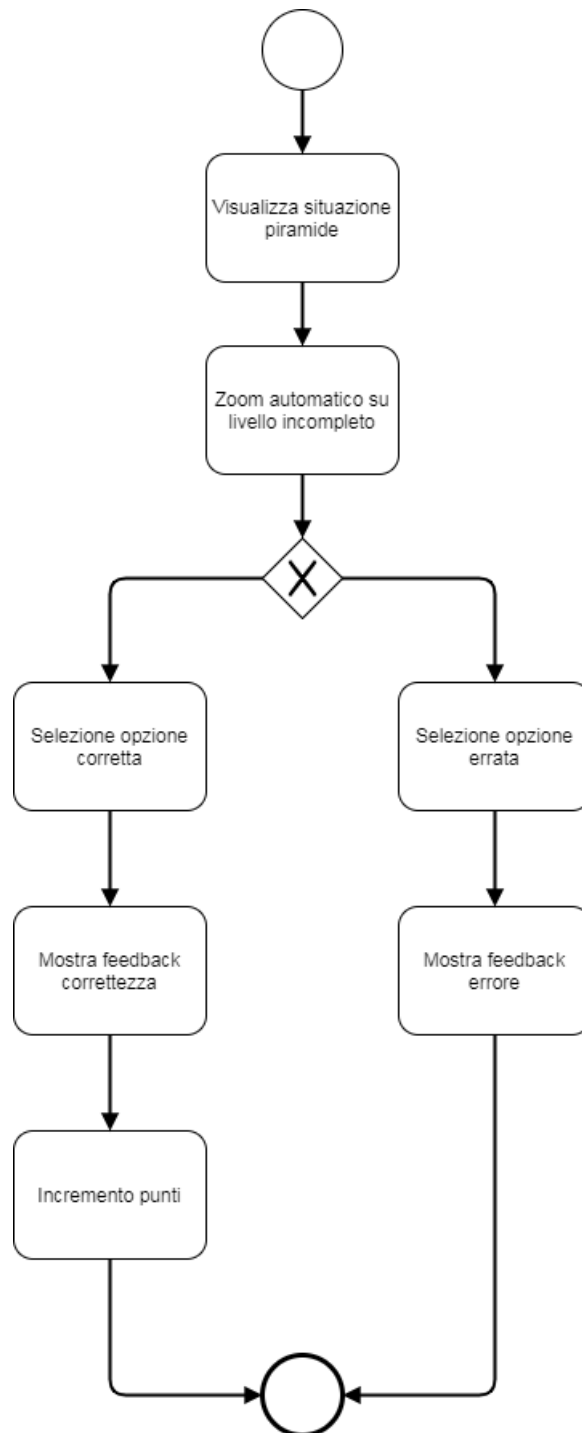 Visualizza situazione
piramide
Zoom automatico su
livello incompleto
X
Selezione opzione
corretta
Selezione opzione
errata
Mostra feedback
correttezza
Mostra feedback
errore
Incremento punti